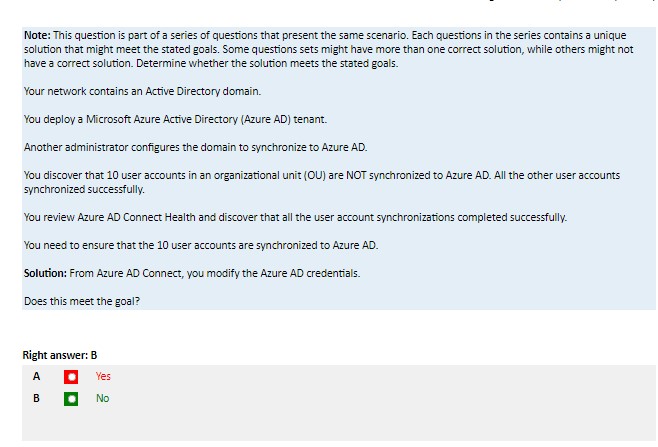 Note: This question is part of a series of questions that present the same scenario. Each questions in the series contains a unique
solution that might meet the stated goals. Some questions sets might have more than one correct solution, while others might not
have a correct solution. Determine whether the solution meets the stated goals.
Your network contains an Active Directory domain.
You deploy a Microsoft Azure Active Directory (Azure AD) tenant.
Another administrator configures the domain to synchronize to Azure AD.
You discover that 10 user accounts in an organizational unit (OU) are NOT synchronized to Azure AD. All the other user accounts
synchronized successfully.
You review Azure AD Connect Health and discover that all the user account synchronizations completed successfully.
You need to ensure that the 10 user accounts are synchronized to Azure AD.
Solution: From Azure AD Connect, you modify the Azure AD credentials.
Does this meet the goal?
Right answer: B
A Yes
B No